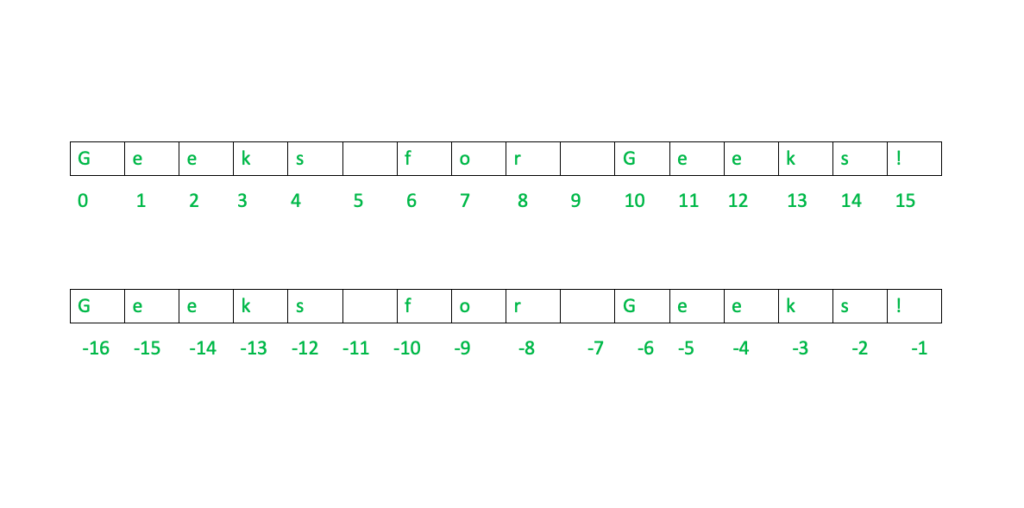 G e e k s f o r G e e k s !
0 1 2 3 4 5 6 7 8 9 10 11 12 13 14 15
G e e k s f o r G e e k s !
-16 -15 -14 -13 -12 -11 -10 -9 -8 -7 -6 -5 -4 -3 -2 -1